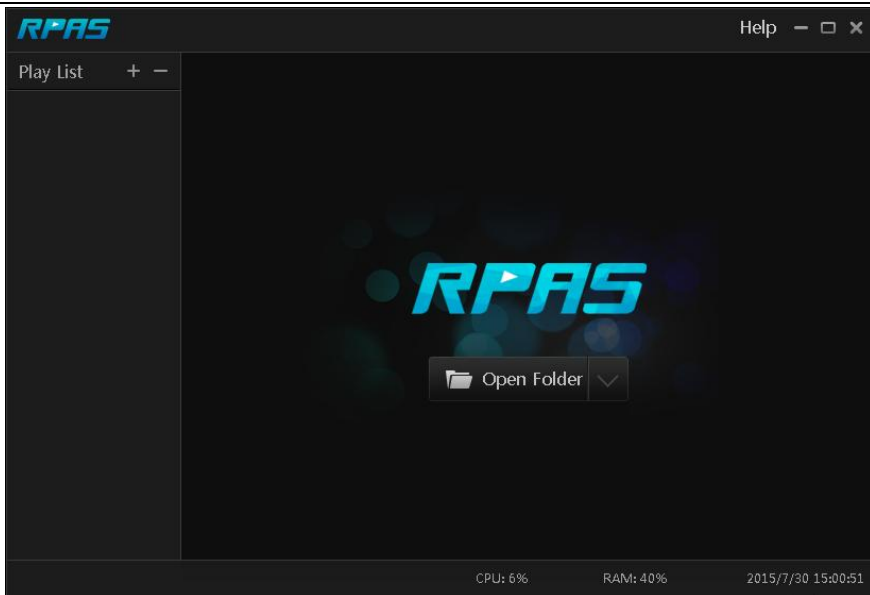 RPAS
Help
Play List + −
RPAS
Open Folder
CPU: 6% RAM: 40% 2015/7/30 15:00:51